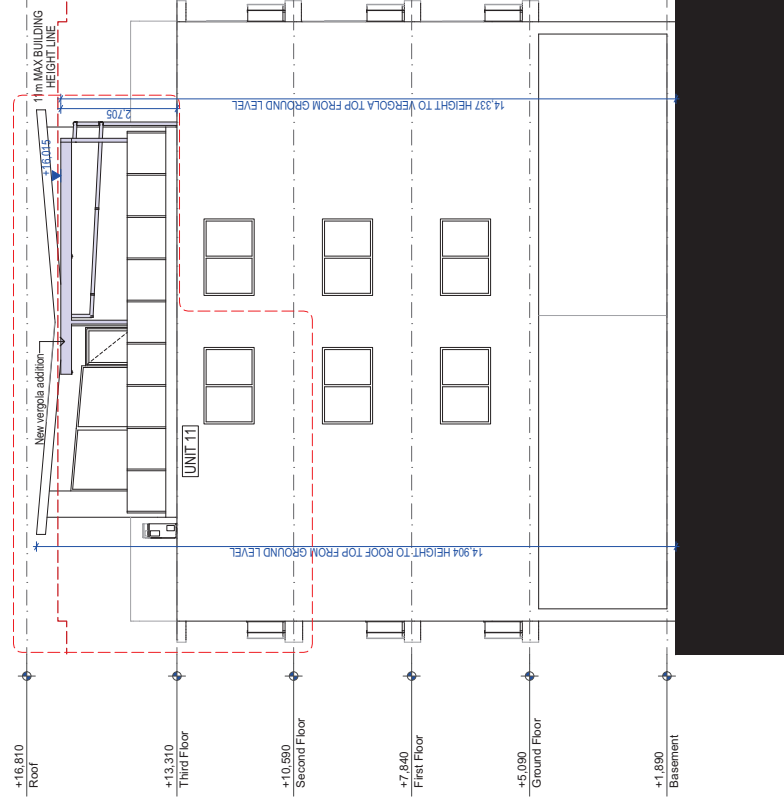 11m MAX BUILDING
HEIGHT LINE
+16,015
2,705
14,337 HEIGHT TO VERGOLA TOP FROM GROUND LEVEL
New vergola addition
UNIT 11
14,904 HEIGHT TO ROOF TOP FROM GROUND LEVEL
+16,810
Roof
+13,310
Third Floor
+10,590
Second Floor
+7,840
First Floor
+5,090
Ground Floor
+1,890
Basement